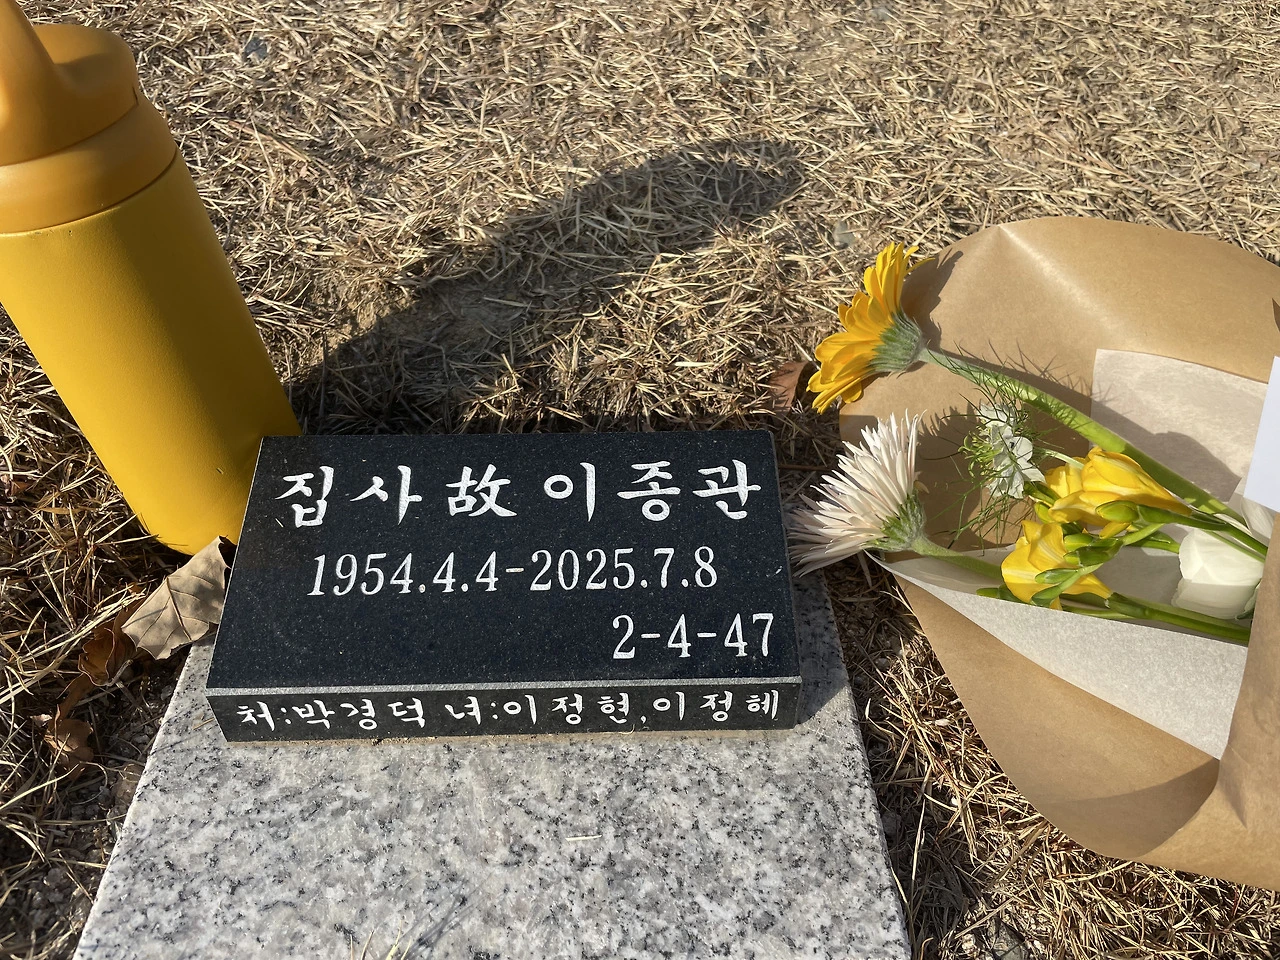 집사 故 이종관
1954.4.4-2025.7.8
2-4-47
처:박경덕 녀:이정현,이정혜